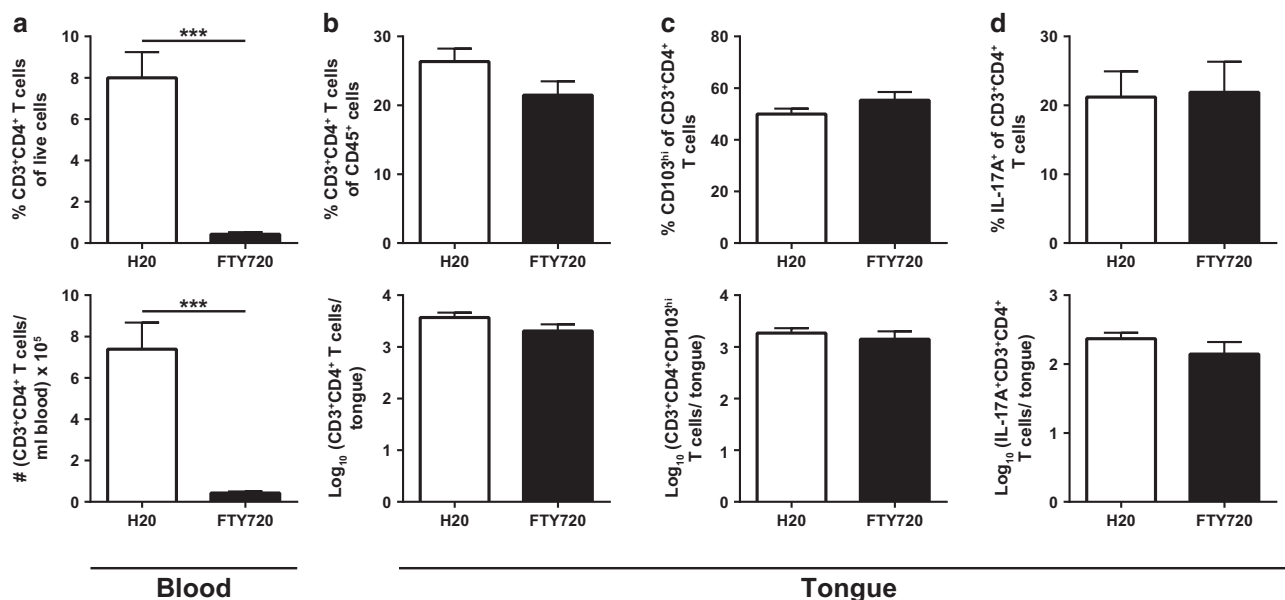 a
***
% CD3⁺CD4⁺ T cells
of live cells
10
8
6
4
2
0
H20
FTY720
b
% CD3⁺CD4⁺ T cells
of CD45⁺ cells
30
20
10
0
H20
FTY720
c
% CD103ʰⁱ of CD3⁺CD4⁺
T cells
80
60
40
20
0
H20
FTY720
d
% IL-17A⁺ of CD3⁺CD4⁺
T cells
30
20
10
0
H20
FTY720
***
# (CD3⁺CD4⁺ T cells/
ml blood) x 10⁵
10
8
6
4
2
0
H20
FTY720
Log₁₀ (CD3⁺CD4⁺ T cells/
tongue)
4
3
2
1
0
H20
FTY720
Log₁₀ (CD3⁺CD4⁺CD103ʰⁱ
T cells/ tongue)
4
3
2
1
0
H20
FTY720
Log₁₀ (IL-17A⁺CD3⁺CD4⁺
T cells/ tongue)
3
2
1
0
H20
FTY720
Blood
Tongue